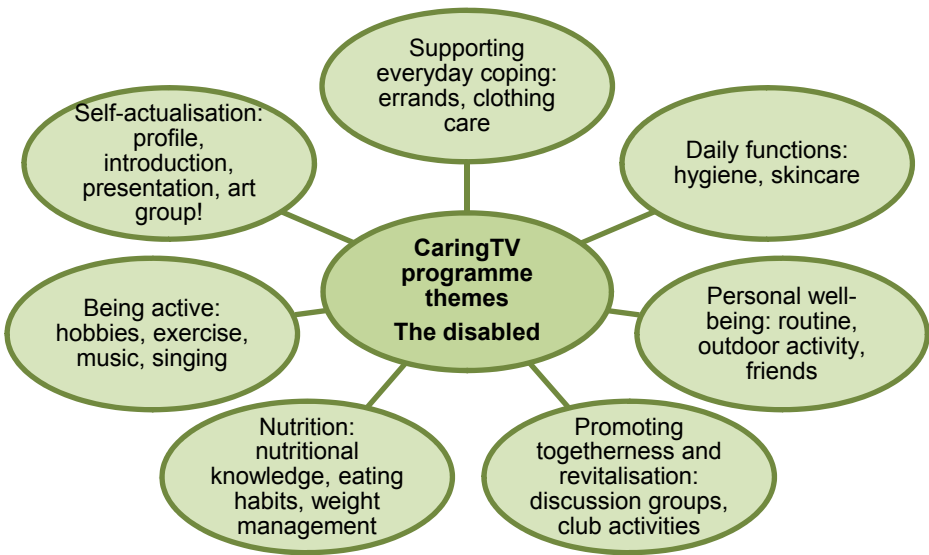 Supporting
everyday coping:
errands, clothing
care
Self-actualisation:
profile,
introduction,
presentation, art
group!
Daily functions:
hygiene, skincare
CaringTV
programme
themes
The disabled
Being active:
hobbies, exercise,
music, singing
Personal well-
being: routine,
outdoor activity,
friends
Nutrition:
nutritional
knowledge, eating
habits, weight
management
Promoting
togetherness and
revitalisation:
discussion groups,
club activities